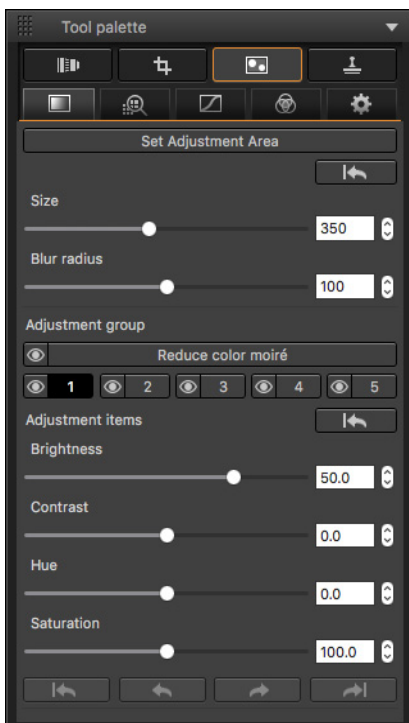 Tool palette
Set Adjustment Area
Size
350
Blur radius
100
Adjustment group
Reduce color moiré
1 2 3 4 5
Adjustment items
Brightness
50.0
Contrast
0.0
Hue
0.0
Saturation
100.0